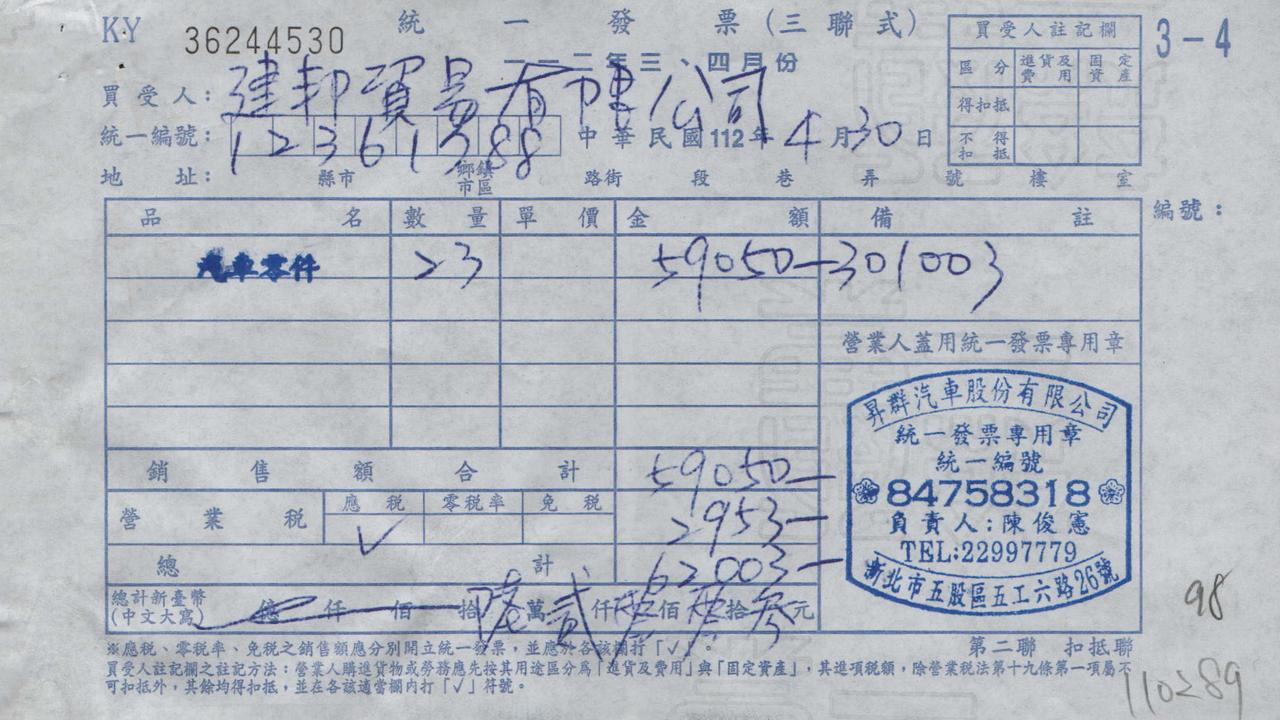 KY 36244530 統一發票(三聯式) 3-4
一一二年三、四月份
買受人: 建邦貿易有限公司
統一編號: 12361388 中華民國112年4月30日
地址: 縣市 鄉鎮市區 路街 段 巷 弄 號 樓 室
買受人註記欄
區分 進貨及費用 固定資產
得扣抵
不得扣抵
編號:
品名 數量 單價 金額 備註
汽車零件 23 59050- 301003
營業人蓋用統一發票專用章
昇群汽車股份有限公司
統一發票專用章
統一編號
84758318
負責人:陳俊憲
TEL:22997779
新北市五股區五工六路26號
銷售額合計 59050-
營業稅 應稅 零稅率 免稅 2953-
√
總計 62003-
總計新臺幣
(中文大寫) 億 仟 佰 拾 陸 萬 貳 仟 零 佰 零 拾 參 元
98
※應稅、零稅率、免稅之銷售額應分別開立統一發票,並應於各該欄打「√」。
第二聯 扣抵聯
買受人註記欄之註記方法:營業人購進貨物或勞務應先按其用途區分為「進貨及費用」與「固定資產」,其進項稅額,除營業稅法第十九條第一項屬不
可扣抵外,其餘均得扣抵,並在各該適當欄內打「√」符號。
110289